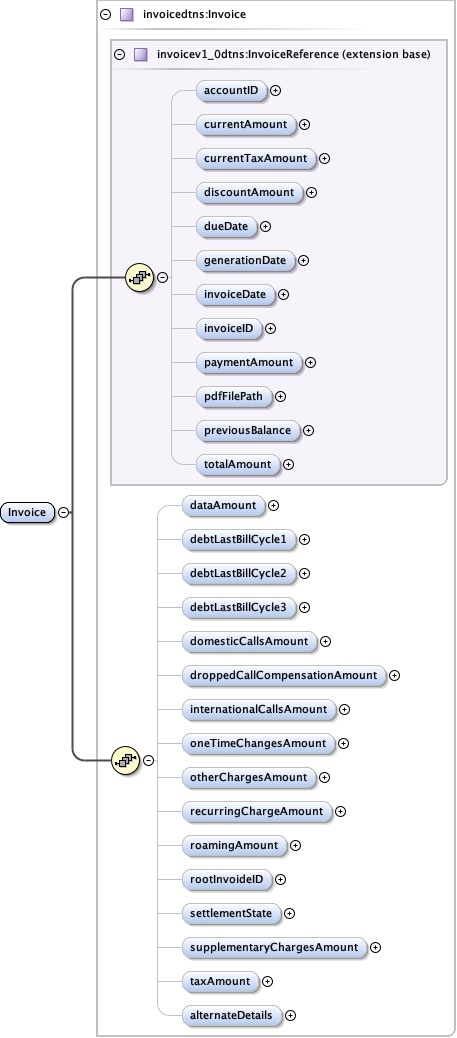 invoicedtns:Invoice
invoicev1_0dtns:InvoiceReference (extension base)
accountID
currentAmount
currentTaxAmount
discountAmount
dueDate
generationDate
invoiceDate
invoiceID
paymentAmount
pdfFilePath
previousBalance
totalAmount
Invoice
dataAmount
debtLastBillCycle1
debtLastBillCycle2
debtLastBillCycle3
domesticCallsAmount
droppedCallCompensationAmount
internationalCallsAmount
oneTimeChangesAmount
otherChargesAmount
recurringChargeAmount
roamingAmount
rootInvoideID
settlementState
supplementaryChargesAmount
taxAmount
alternateDetails